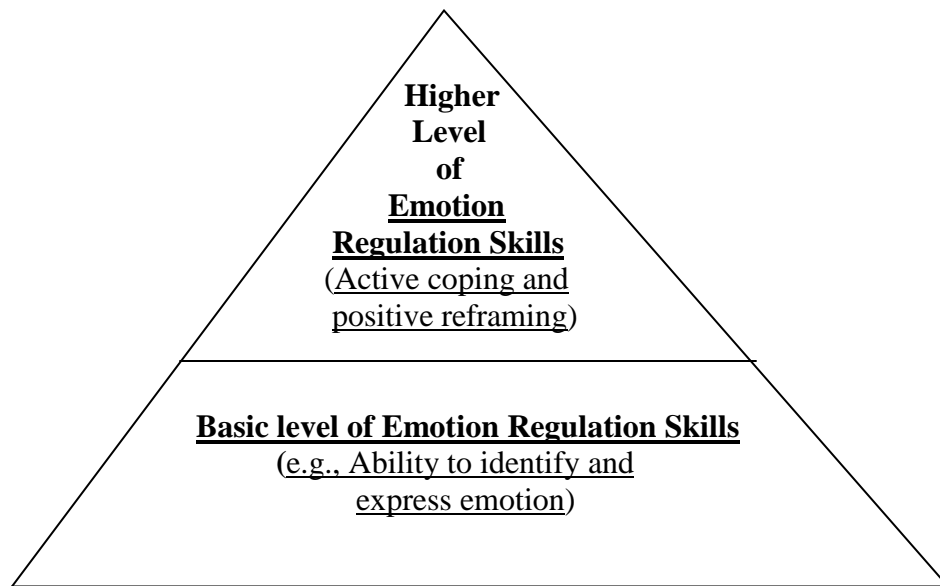 Higher
Level
of
Emotion
Regulation Skills
(Active coping and
positive reframing)
Basic level of Emotion Regulation Skills
(e.g., Ability to identify and
express emotion)